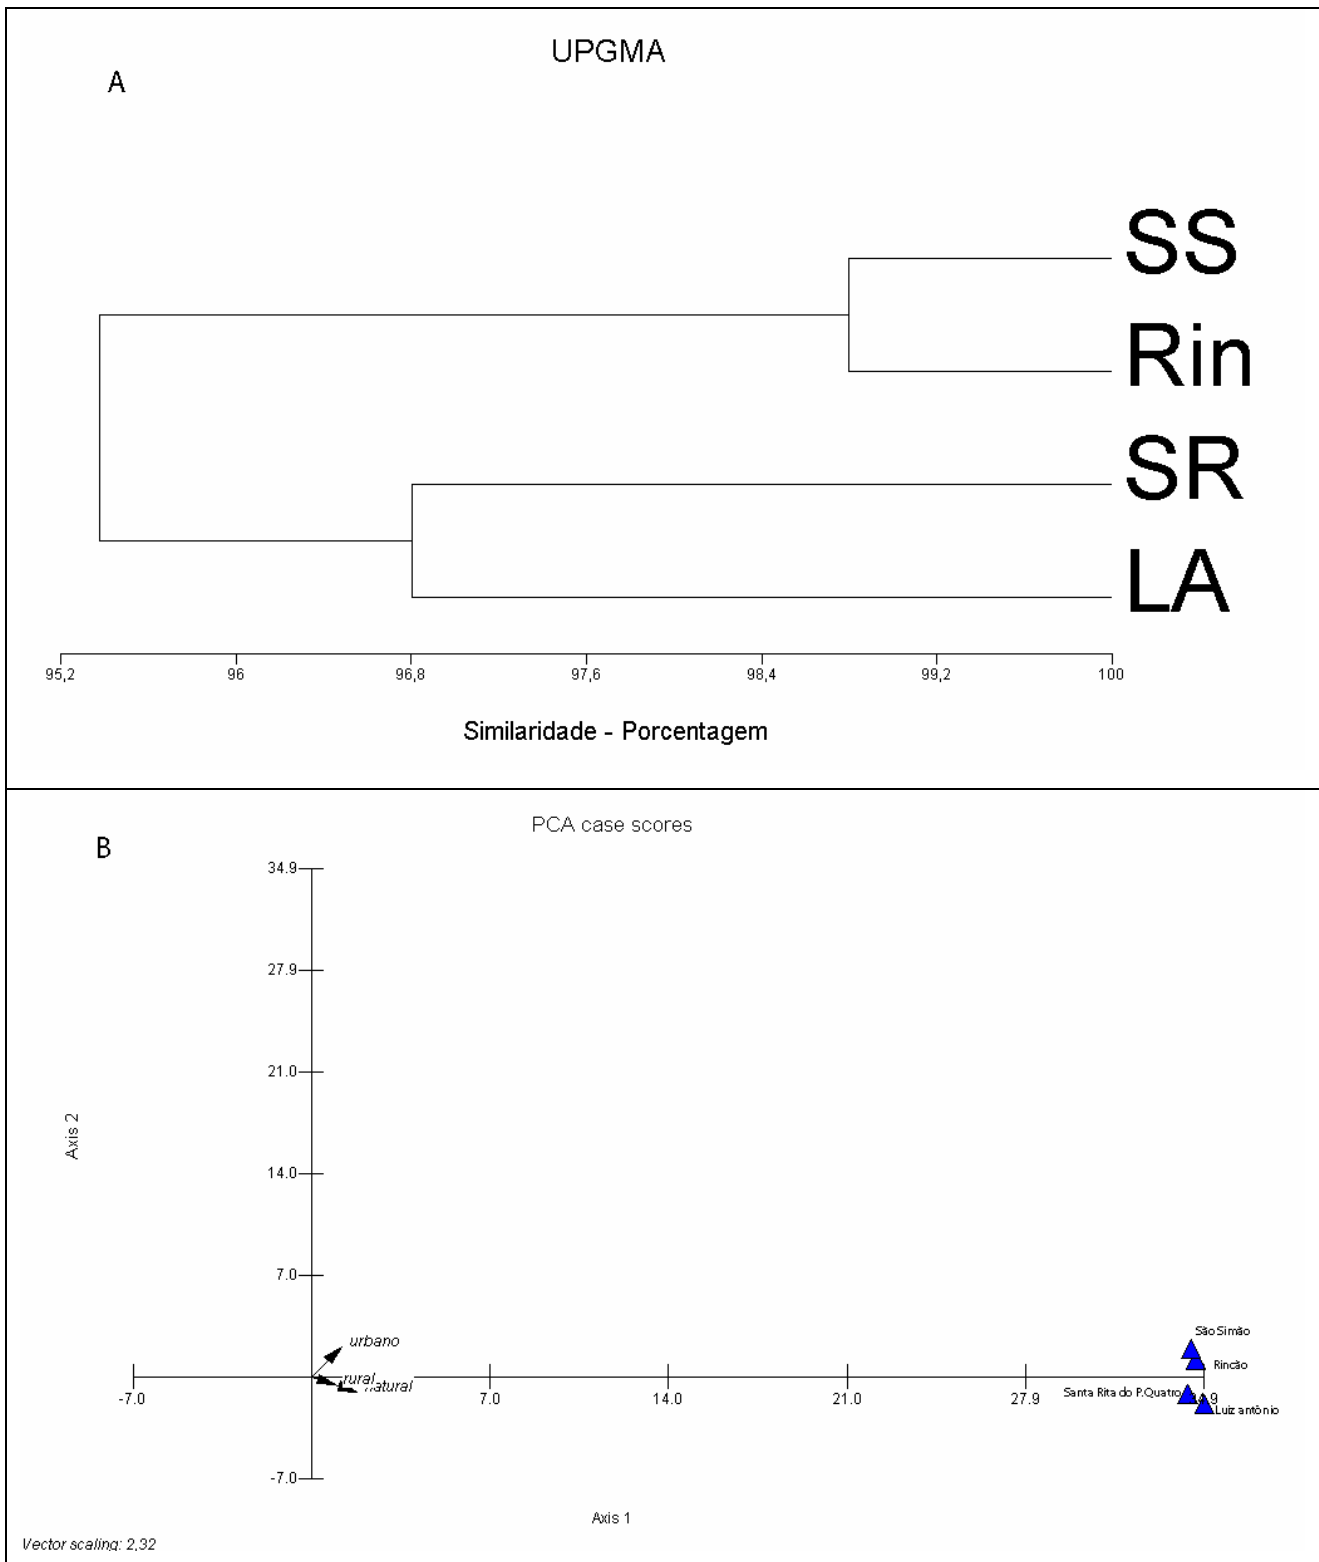 UPGMA
A
SS
Rin
SR
LA
95,2 96 96,8 97,6 98,4 99,2 100
Similaridade - Porcentagem
PCA case scores
B
34.9
27.9
21.0
14.0
7.0
urbano
rural
-7.0 7.0 14.0 21.0 27.9
-7.0
São Simão
Rincão
Santa Rita do P.Quatro
Luiz antônio
Axis 2
Axis 1
Vector scaling: 2,32